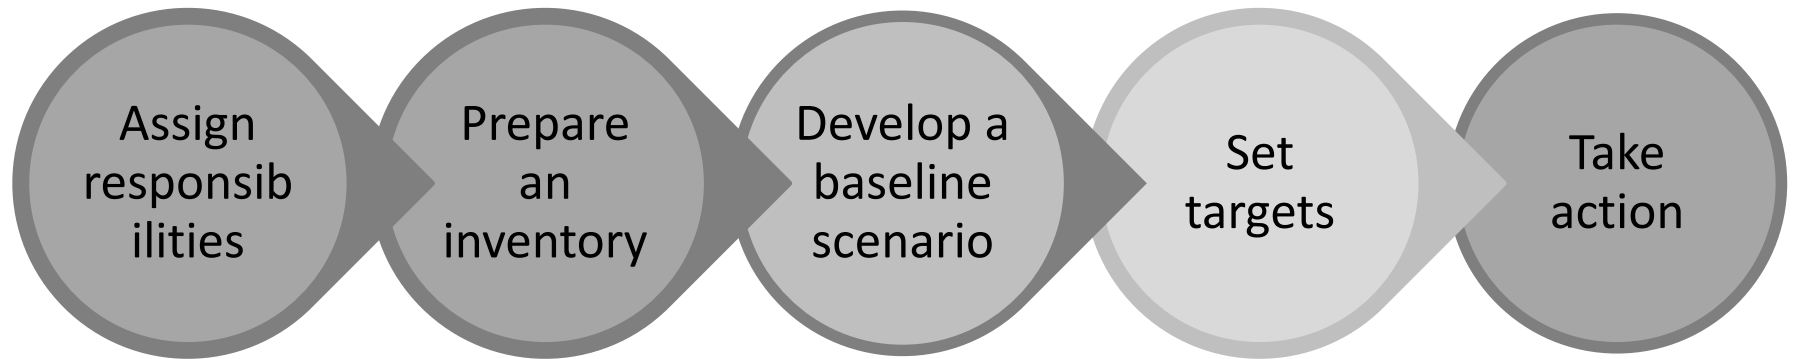 Assign
responsib
ilities
Prepare
an
inventory
Develop a
baseline
scenario
Set
targets
Take
action